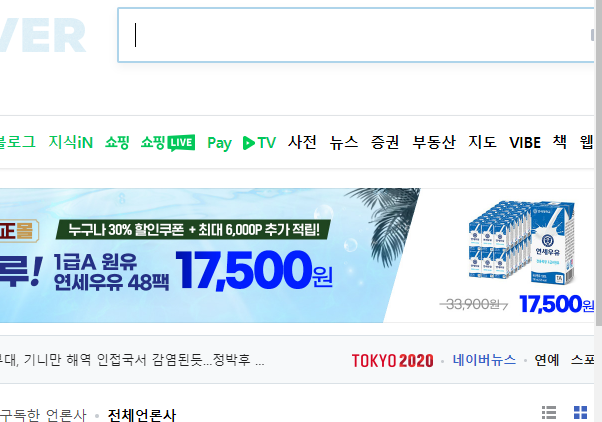 VER
블로그 지식iN 쇼핑 쇼핑LIVE Pay TV 사전 뉴스 증권 부동산 지도 VIBE 책 웹
正몰 누구나 30% 할인쿠폰 + 최대 6,000P 추가 적립!
루! 1급A 원유
연세우유 48팩 17,500원
연세우유
33,900원 17,500원
부대, 기니만 해역 인접국서 감염된듯...정박후 ... TOKYO 2020 네이버뉴스 연예 스포
구독한 언론사 전체언론사